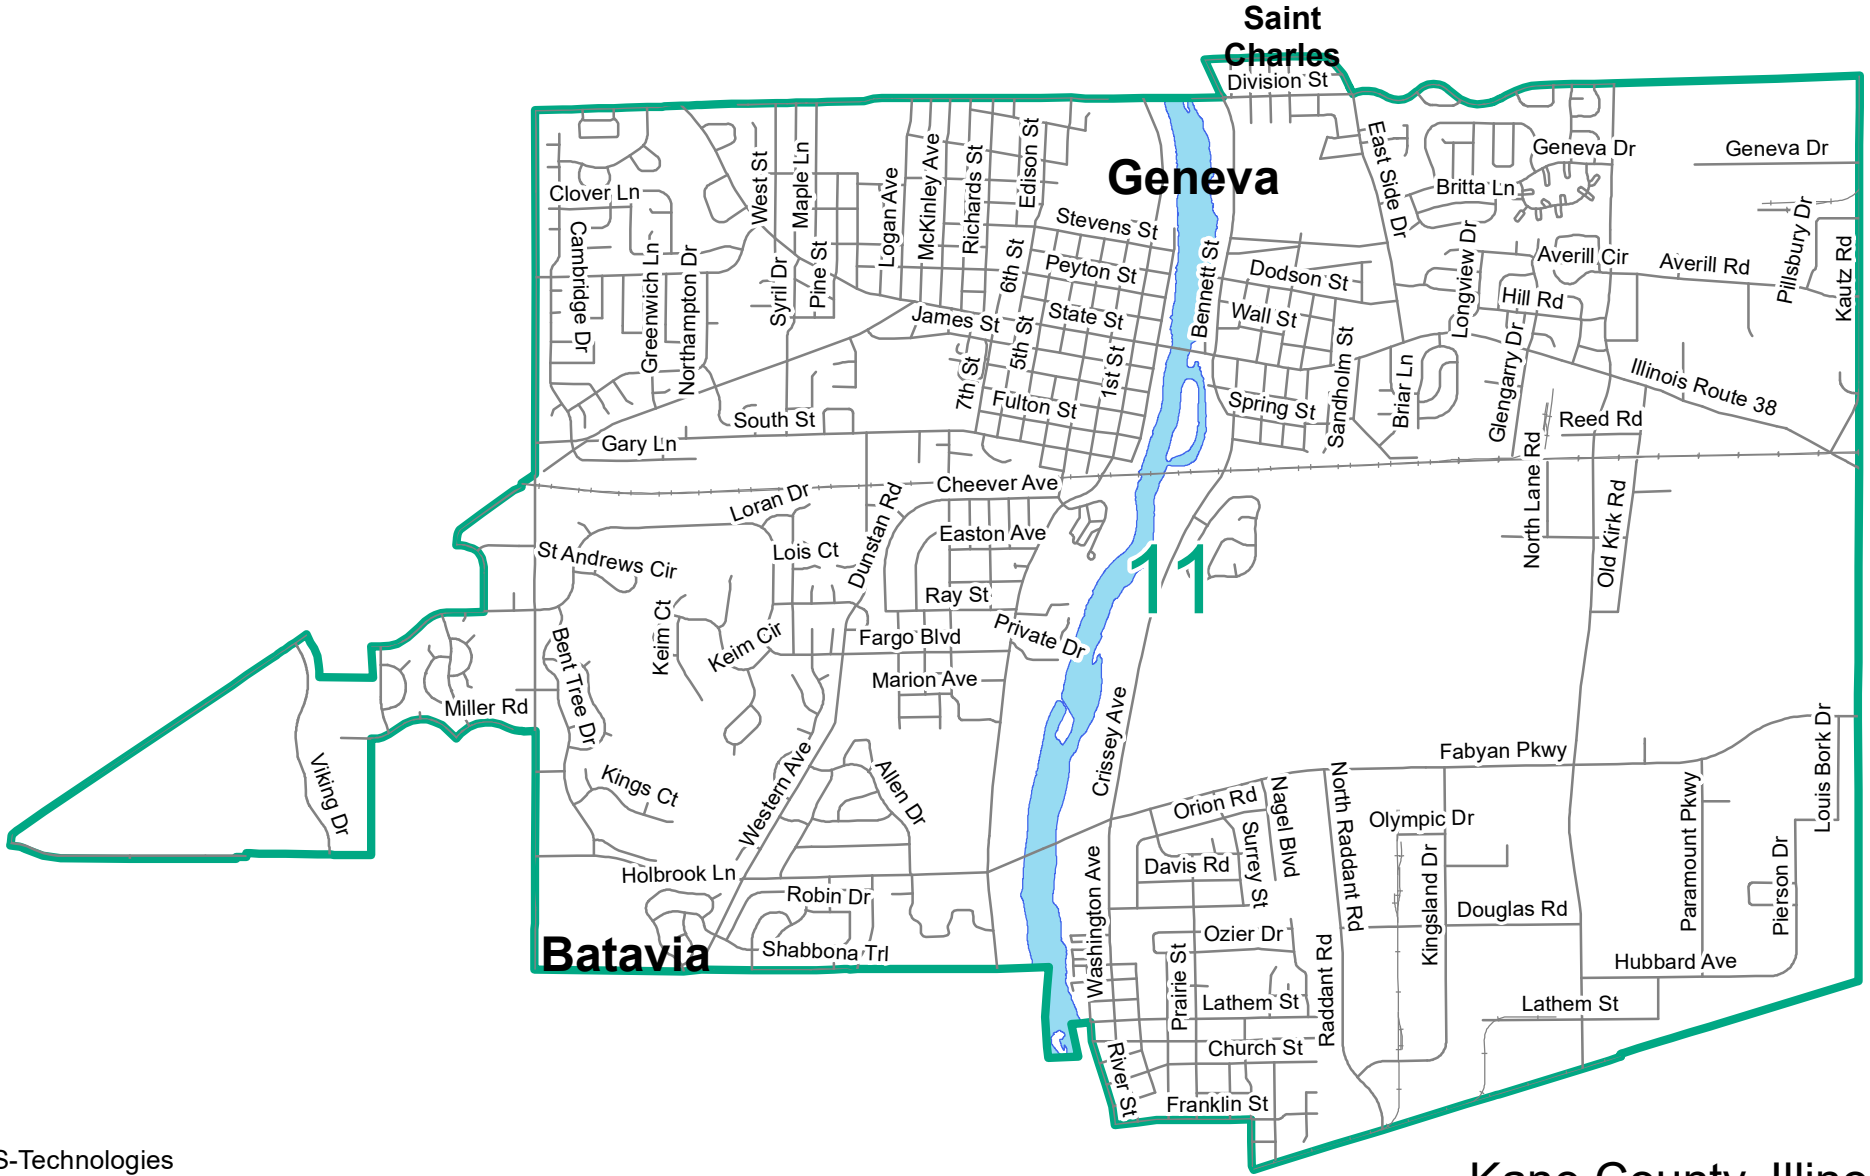 Saint
Charles
Division St
Geneva
East Side Dr
Geneva Dr
Geneva Dr
Clover Ln
West St
Maple Ln
Logan Ave
McKinley Ave
Richards St
Edison St
Britta Ln
Stevens St
Cambridge Dr
Greenwich Ln
Northampton Dr
Syril Dr
Pine St
6th St
Peyton St
Bennett St
Dodson St
Longview Dr
Averill Cir
Averill Rd
Pillsbury Dr
Kautz Rd
Hill Rd
James St
State St
5th St
Wall St
7th St
1st St
Sandholm St
Briar Ln
Glengarry Dr
Illinois Route 38
Fulton St
Spring St
South St
Reed Rd
Gary Ln
North Lane Rd
Cheever Ave
Loran Dr
Dunstan Rd
Easton Ave
Old Kirk Rd
Lois Ct
St Andrews Cir
11
Ray St
Keim Ct
Keim Cir
Fargo Blvd
Private Dr
Bent Tree Dr
Marion Ave
Miller Rd
Crissey Ave
Louis Bork Dr
Viking Dr
Fabyan Pkwy
Kings Ct
Western Ave
Allen Dr
Orion Rd
Nagel Blvd
North Raddant Rd
Olympic Dr
Paramount Pkwy
Surrey St
Davis Rd
Washington Ave
Kingsland Dr
Pierson Dr
Holbrook Ln
Robin Dr
Douglas Rd
Batavia
Shabbona Trl
Ozier Dr
Prairie St
Raddant Rd
Hubbard Ave
Lathem St
Lathem St
Church St
River St
Franklin St
S-Technologies
Kane County, Illino